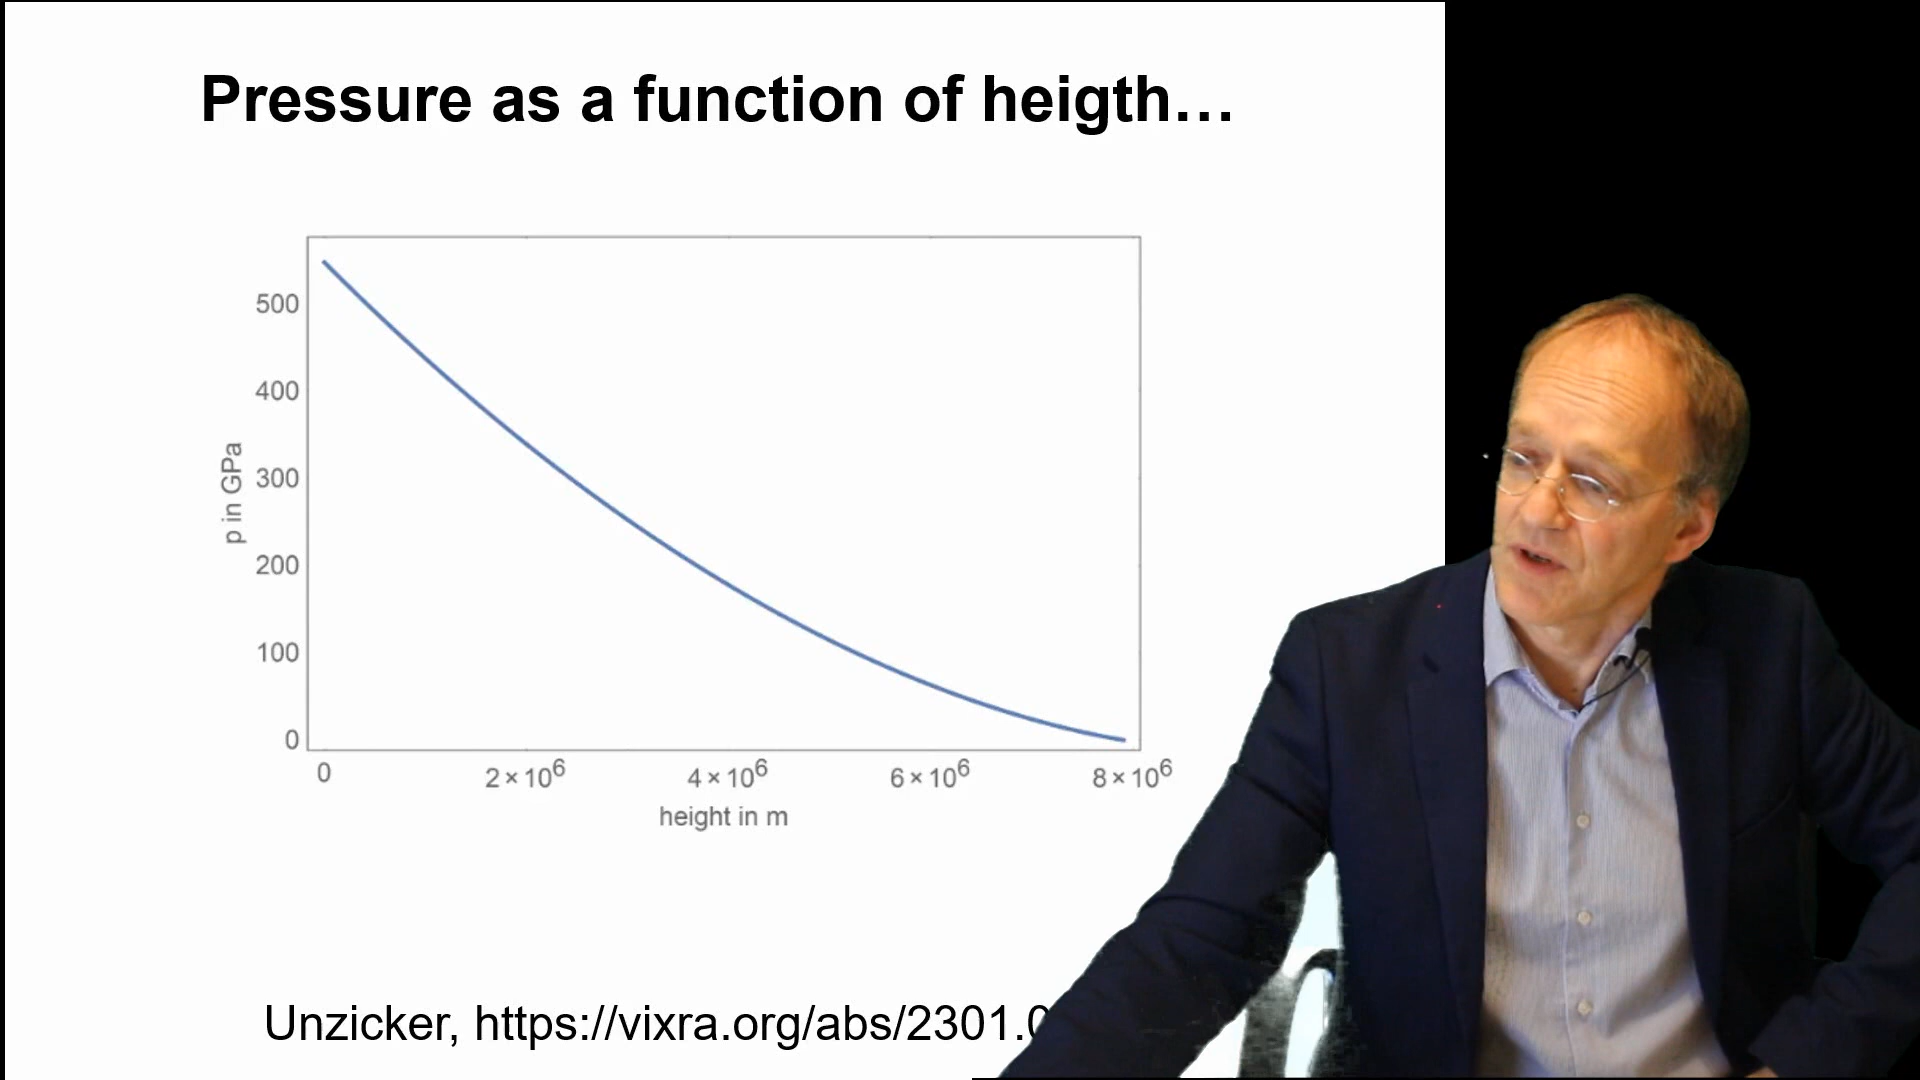 Pressure as a function of heigth…
500
400
300
200
100
0
p in GPa
0 2×10⁶ 4×10⁶ 6×10⁶ 8×10⁶
height in m
Unzicker, https://vixra.org/abs/2301.0